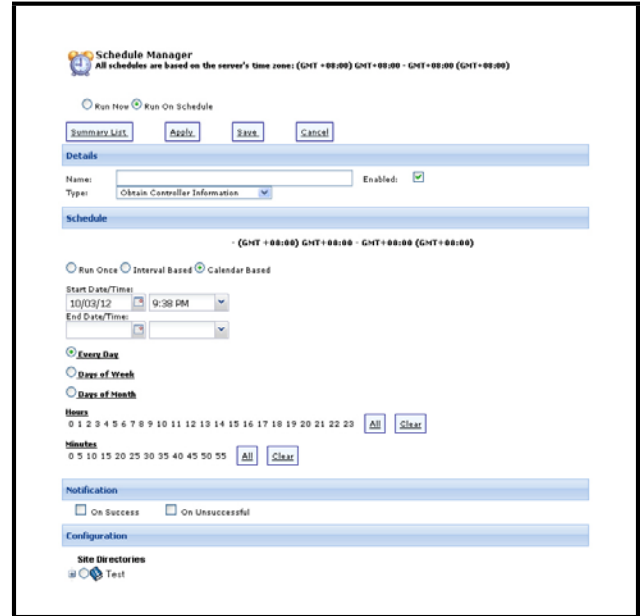 Schedule Manager
All schedules are based on the server's time zone: (GMT +08:00) GMT+08:00 - GMT+08:00 (GMT+08:00)
Run Now Run On Schedule
Summary List Apply Save Cancel
Details
Name: Enabled:
Type: Obtain Controller Information
Schedule
- (GMT +08:00) GMT+08:00 - GMT+08:00 (GMT+08:00)
Run Once Interval Based Calendar Based
Start Date/Time:
10/03/12 9:38 PM
End Date/Time:
Every Day
Days of Week
Days of Month
Hours
0 1 2 3 4 5 6 7 8 9 10 11 12 13 14 15 16 17 18 19 20 21 22 23 All Clear
Minutes
0 5 10 15 20 25 30 35 40 45 50 55 All Clear
Notification
On Success On Unsuccessful
Configuration
Site Directories
Test